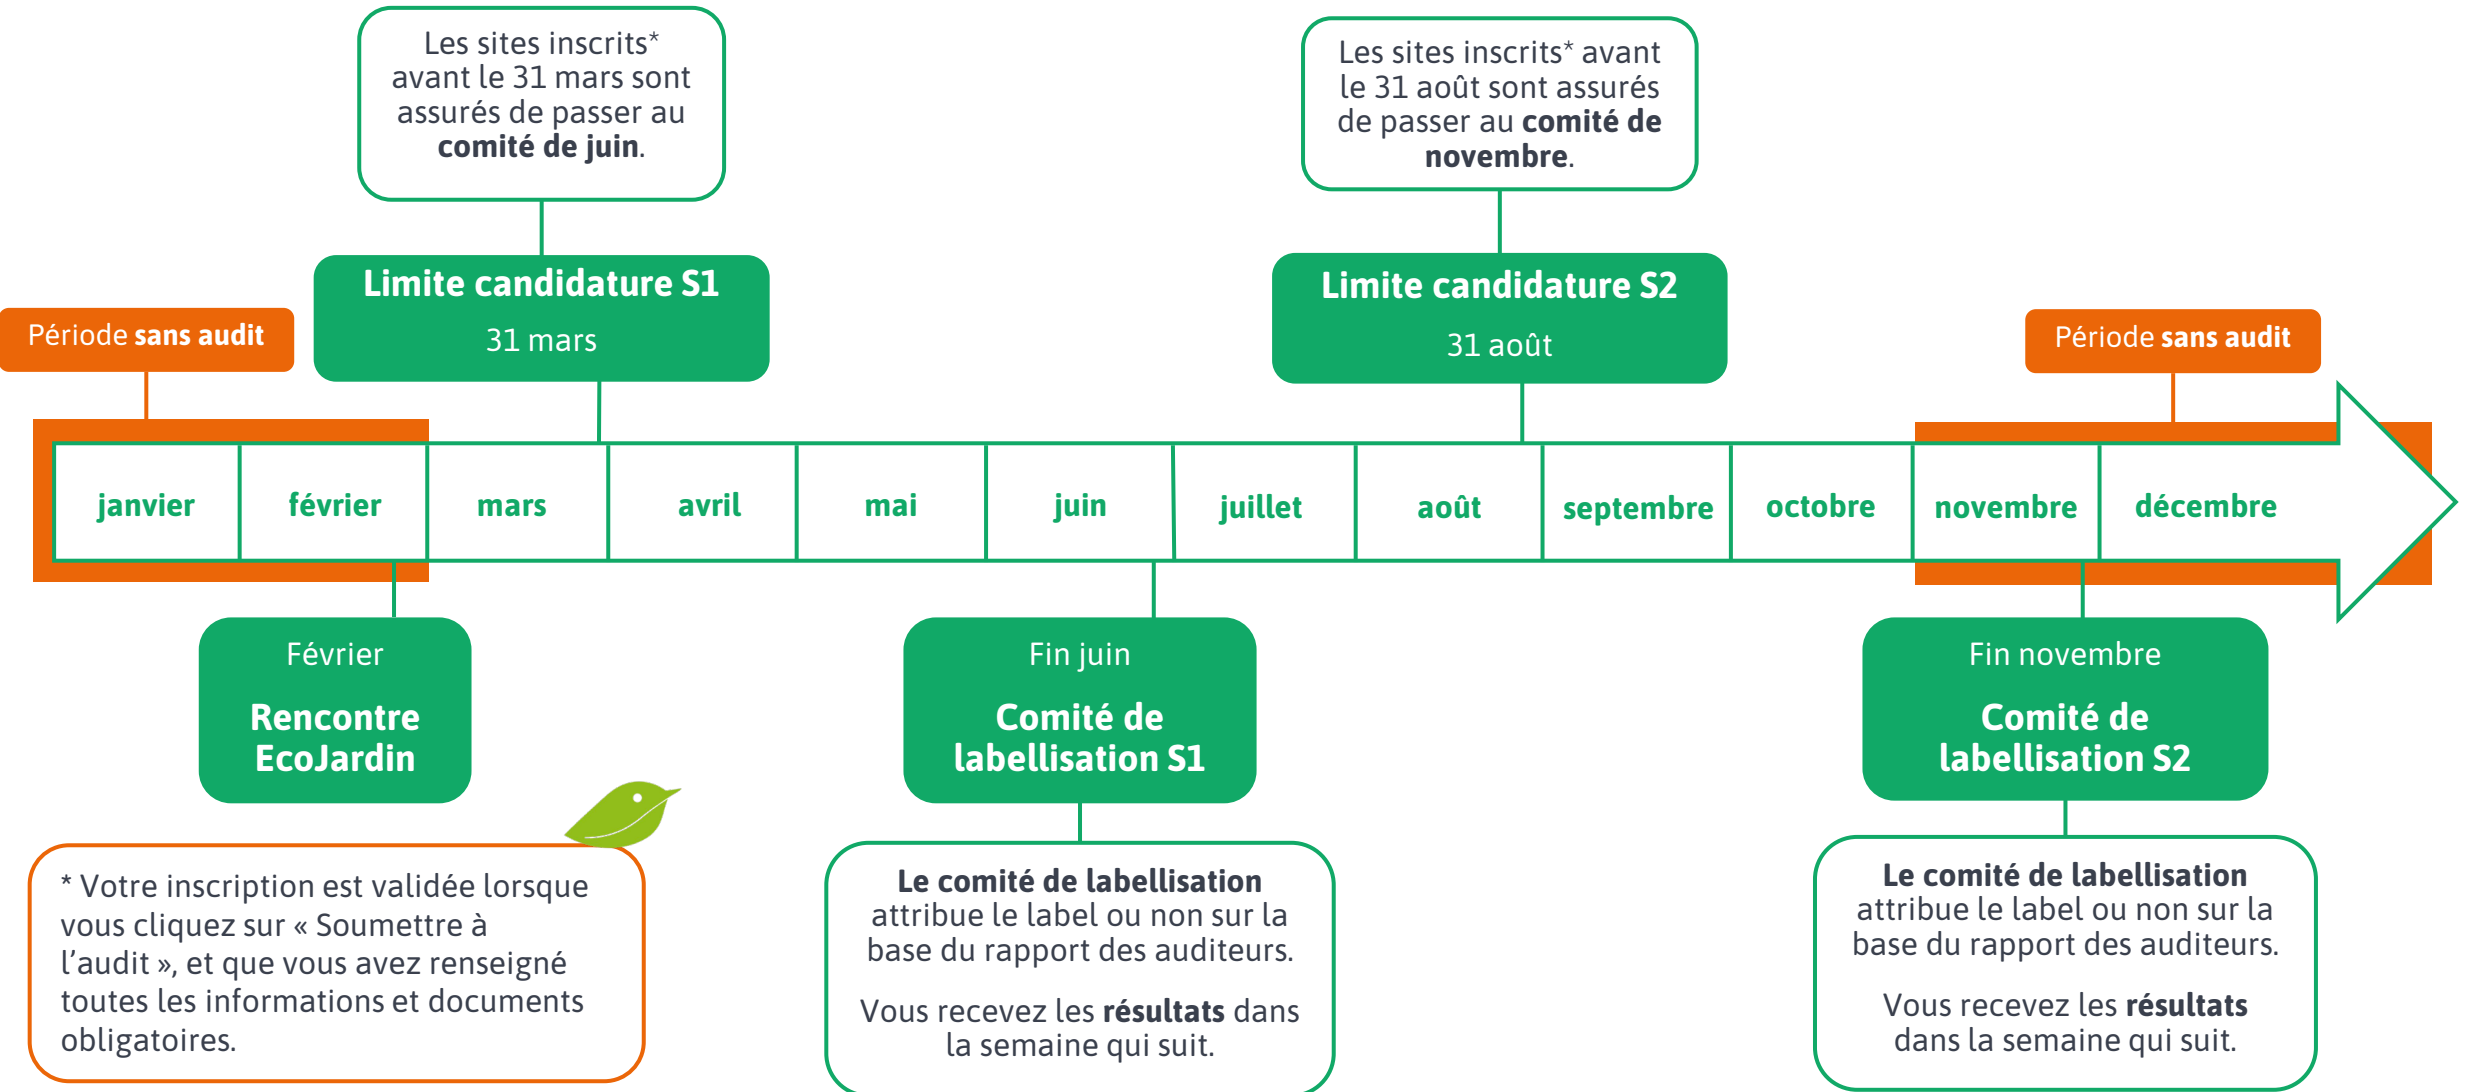 Les sites inscrits*
avant le 31 mars sont
assurés de passer au
comité de juin.
Les sites inscrits* avant
le 31 août sont assurés
de passer au comité de
novembre.
Limite candidature S1
31 mars
Limite candidature S2
31 août
Période sans audit
Période sans audit
janvier
février
mars
avril
mai
juin
juillet
août
septembre
octobre
novembre
décembre
Février
Rencontre
EcoJardin
Fin juin
Comité de
labellisation S1
Fin novembre
Comité de
labellisation S2
* Votre inscription est validée lorsque
vous cliquez sur « Soumettre à
l’audit », et que vous avez renseigné
toutes les informations et documents
obligatoires.
Le comité de labellisation
attribue le label ou non sur la
base du rapport des auditeurs.
Vous recevez les résultats dans
la semaine qui suit.
Le comité de labellisation
attribue le label ou non sur la
base du rapport des auditeurs.
Vous recevez les résultats
dans la semaine qui suit.